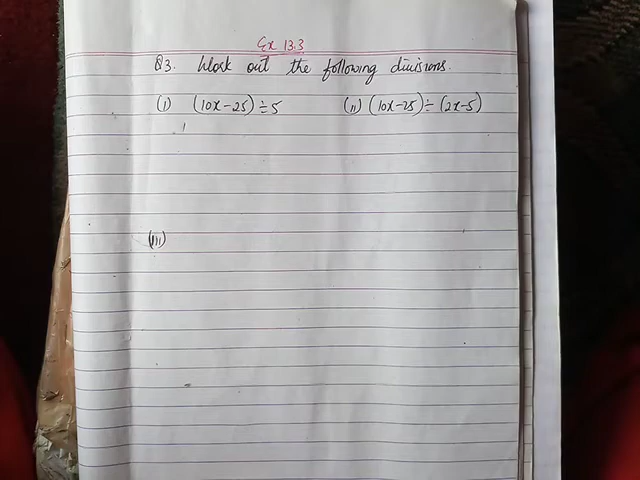 Ex 13.3
Q3. Work out the following divisions.
(i) (10x-25)÷5 (ii) (10x-25)÷(2x-5)
(iii)